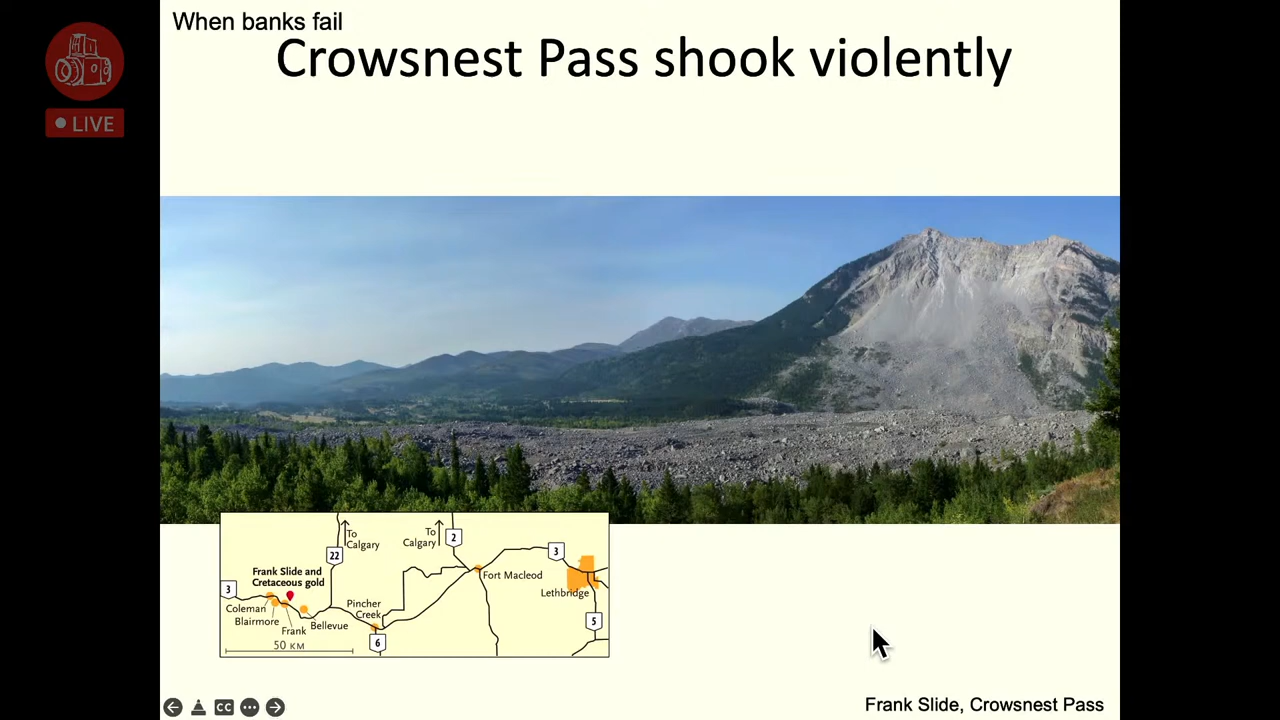 When banks fail
Crowsnest Pass shook violently
LIVE
To
Calgary
To
Calgary
2
22
3
Frank Slide and
Cretaceous gold
Fort Macleod
3
Lethbridge
Coleman
Pincher
Creek
Blairmore
Bellevue
5
Frank
50 KM
6
CC
Frank Slide, Crowsnest Pass